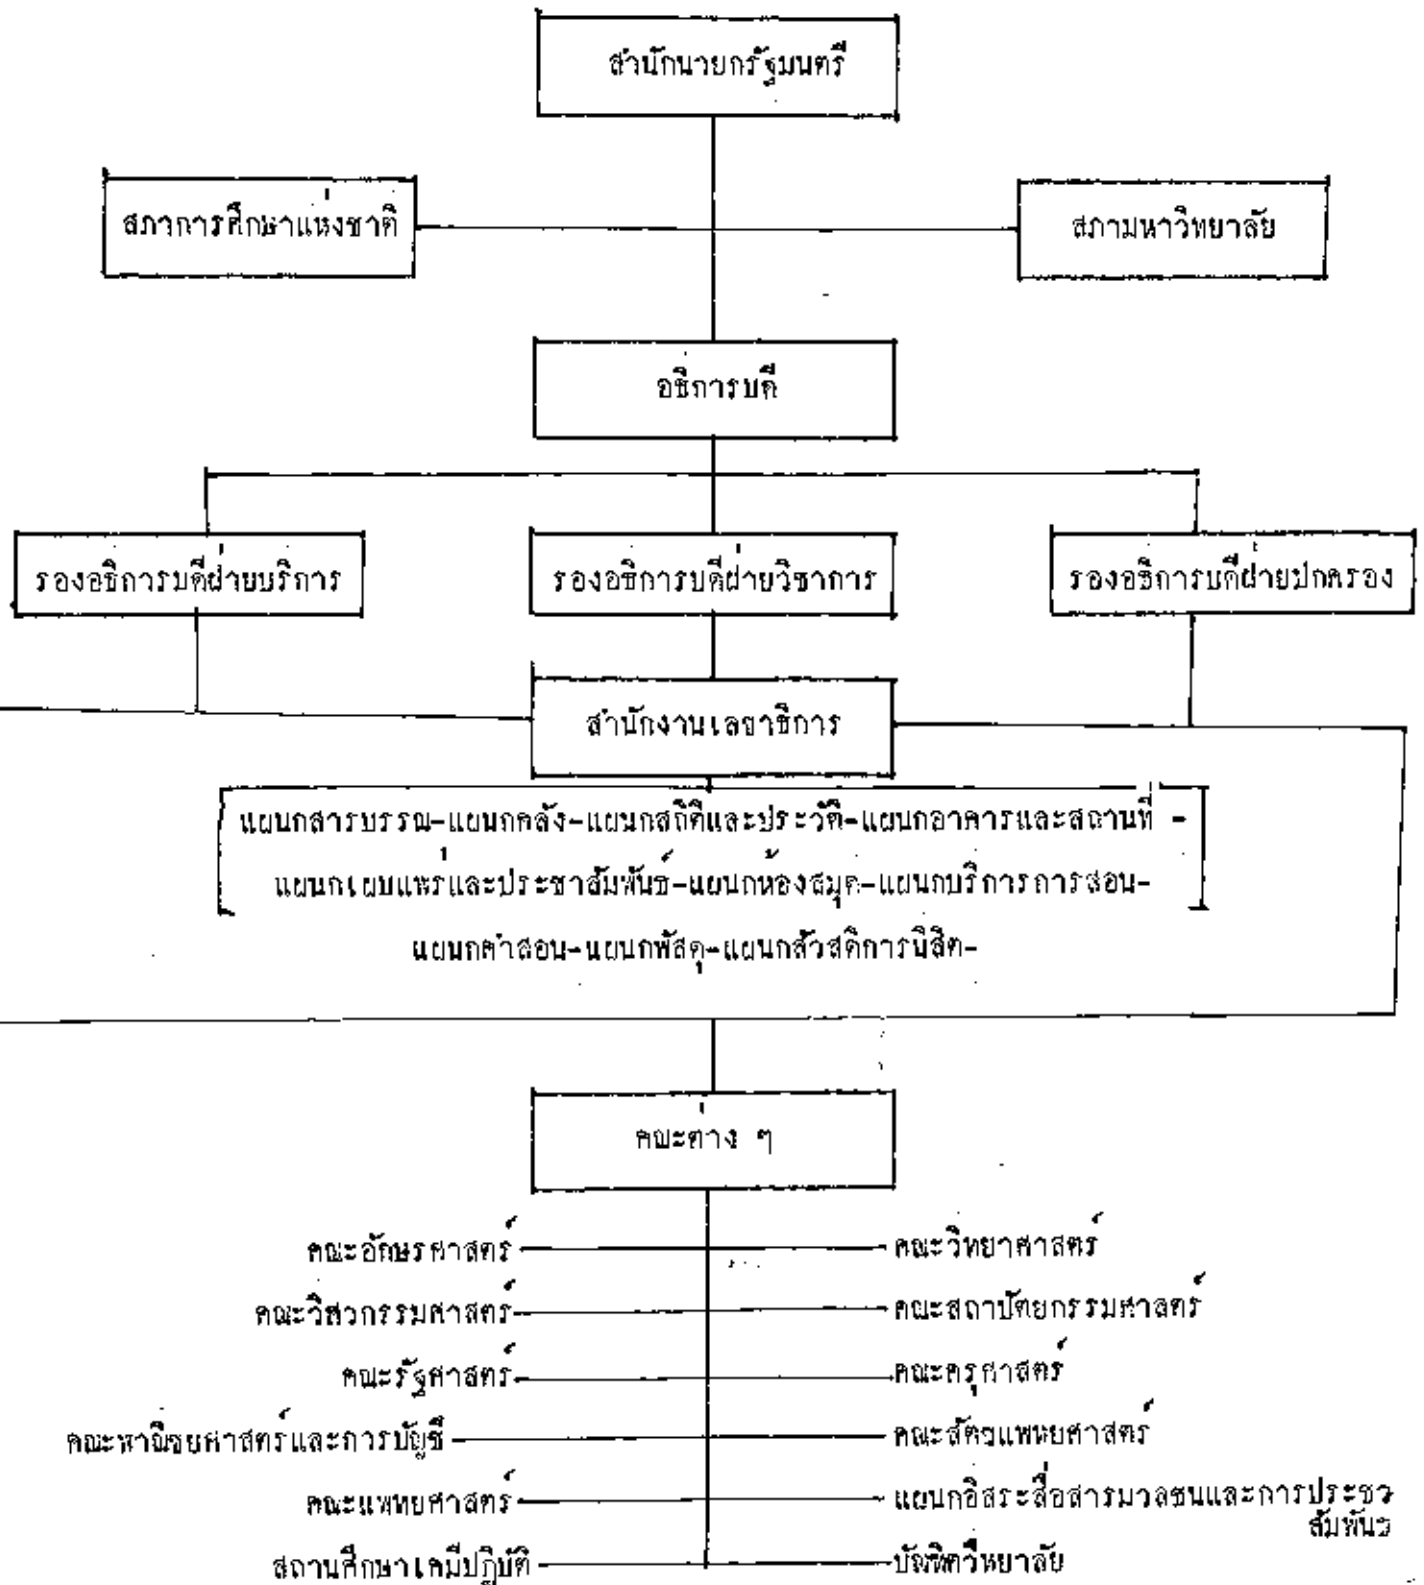 สำนักนายกรัฐมนตรี
สภาการศึกษาแห่งชาติ
สภามหาวิทยาลัย
อธิการบดี
รองอธิการบดีฝ่ายบริการ
รองอธิการบดีฝ่ายวิชาการ
รองอธิการบดีฝ่ายปกครอง
สำนักงานเลขาธิการ
แผนกสารบรรณ-แผนกคลัง-แผนกสถิติและประวัติ-แผนกอาคารและสถานที่ -
แผนกเผยแพร่และประชาสัมพันธ์-แผนกห้องสมุด-แผนกบริการการสอน-
แผนกตำสอน-แผนกพัสดุ-แผนกสวัสดิการนิสิต-
คณะต่าง ๆ
คณะอักษรศาสตร์
คณะวิทยาศาสตร์
คณะวิศวกรรมศาสตร์
คณะสถาปัตยกรรมศาสตร์
คณะรัฐศาสตร์
คณะครุศาสตร์
คณะพาณิชยศาสตร์และการบัญชี
คณะสัตวแพทยศาสตร์
คณะแพทยศาสตร์
แผนกอิสระสื่อสารมวลชนและการประชา
สัมพันธ์
สถานศึกษาเคมีปฏิบัติ
บัณฑิตวิทยาลัย